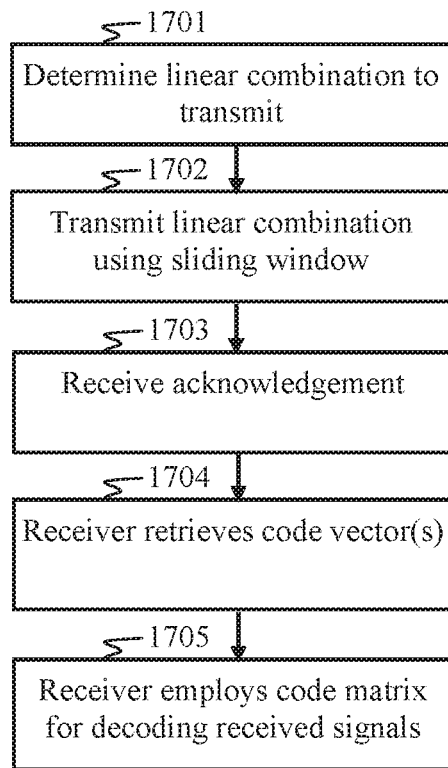 1701
Determine linear combination to
transmit
1702
Transmit linear combination
using sliding window
1703
Receive acknowledgement
1704
Receiver retrieves code vector(s)
1705
Receiver employs code matrix
for decoding received signals